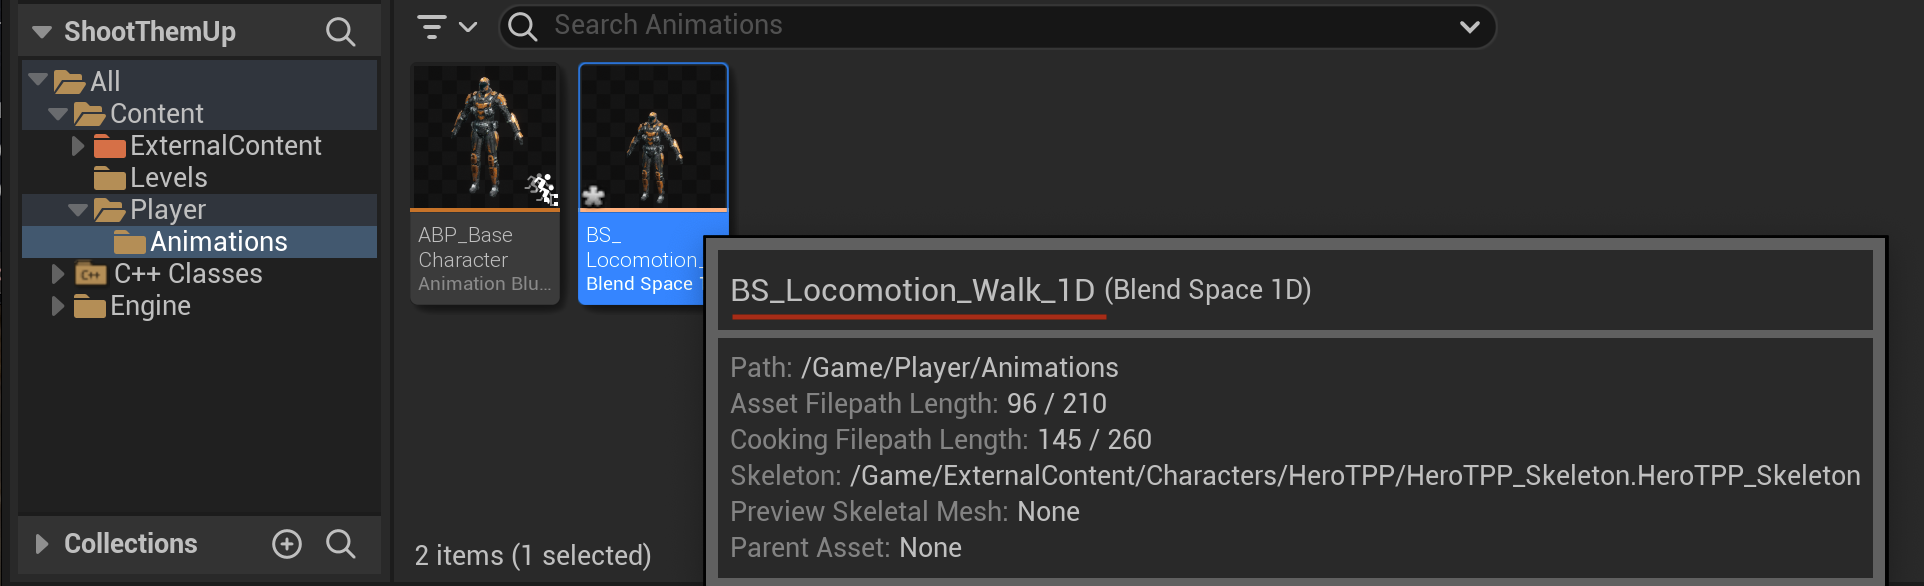 ShootThemUp
All
Content
ExternalContent
Levels
Player
Animations
C++
C++ Classes
Engine
Collections
Search Animations
ABP_Base
Character
Animation Blu...
BS_
Locomotion_
Blend Space
2 items (1 selected)
BS_Locomotion_Walk_1D (Blend Space 1D)
Path: /Game/Player/Animations
Asset Filepath Length: 96 / 210
Cooking Filepath Length: 145 / 260
Skeleton: /Game/ExternalContent/Characters/HeroTPP/HeroTPP_Skeleton.HeroTPP_Skeleton
Preview Skeletal Mesh: None
Parent Asset: None